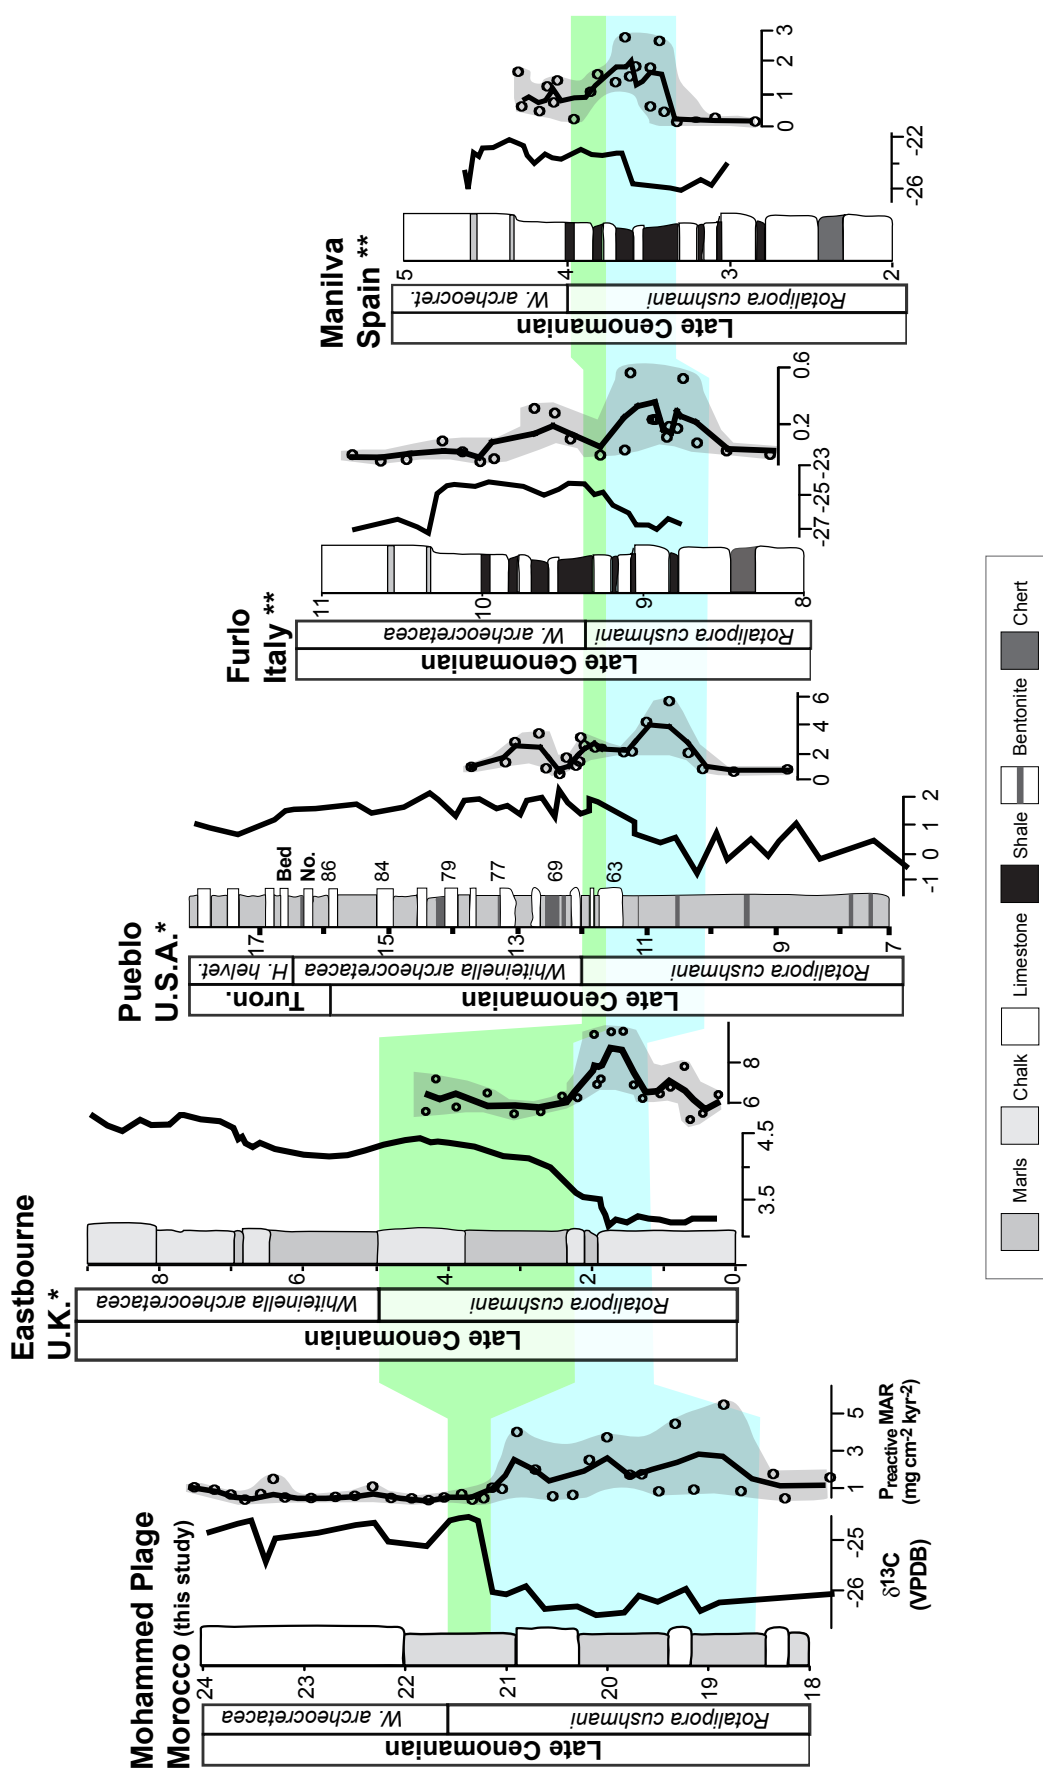 Mohammed Plage
Morocco (this study)
Late Cenomanian
W. archeocretacea
Rotalipora cushmani
24
23
22
21
20
19
18
-26
-25
δ13C
(VPDB)
1
3
5
Preactive MAR
(mg cm-2 kyr-2)
Eastbourne
U.K.*
Late Cenomanian
Whiteinella archeocretacea
Rotalipora cushmani
8
6
4
2
0
3.5
4.5
6
8
Pueblo
U.S.A.*
Turon.
Late Cenomanian
H. helvet.
Whiteinella archeocretacea
Rotalipora cushmani
17
15
13
11
9
7
Bed
No.
86
84
79
77
69
63
-1
0
1
2
0
2
4
6
Furlo
Italy **
Late Cenomanian
W. archeocretacea
Rotalipora cushmani
11
10
9
8
-27
-25
-23
0.2
0.6
Manilva
Spain **
Late Cenomanian
W. archeocret.
Rotalipora cushmani
5
4
3
2
-26
-22
0
1
2
3
Marls
Chalk
Limestone
Shale
Bentonite
Chert